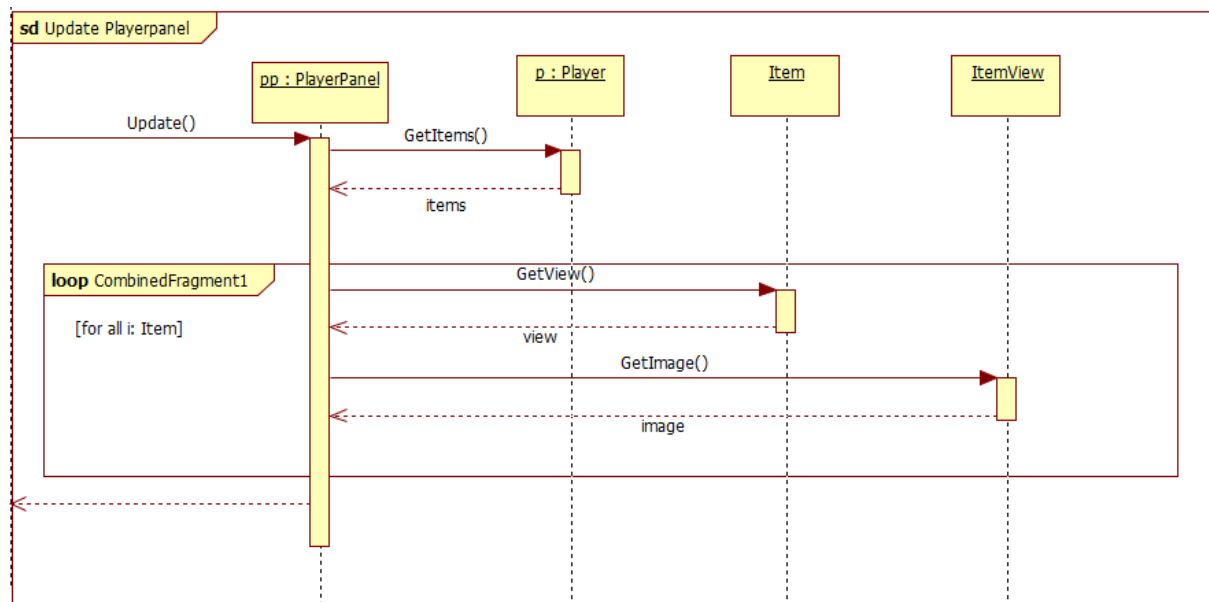 sd Update Playerpanel
pp : PlayerPanel
p : Player
Item
ItemView
Update()
GetItems()
items
loop CombinedFragment1
GetView()
[for all i: Item]
view
GetImage()
image